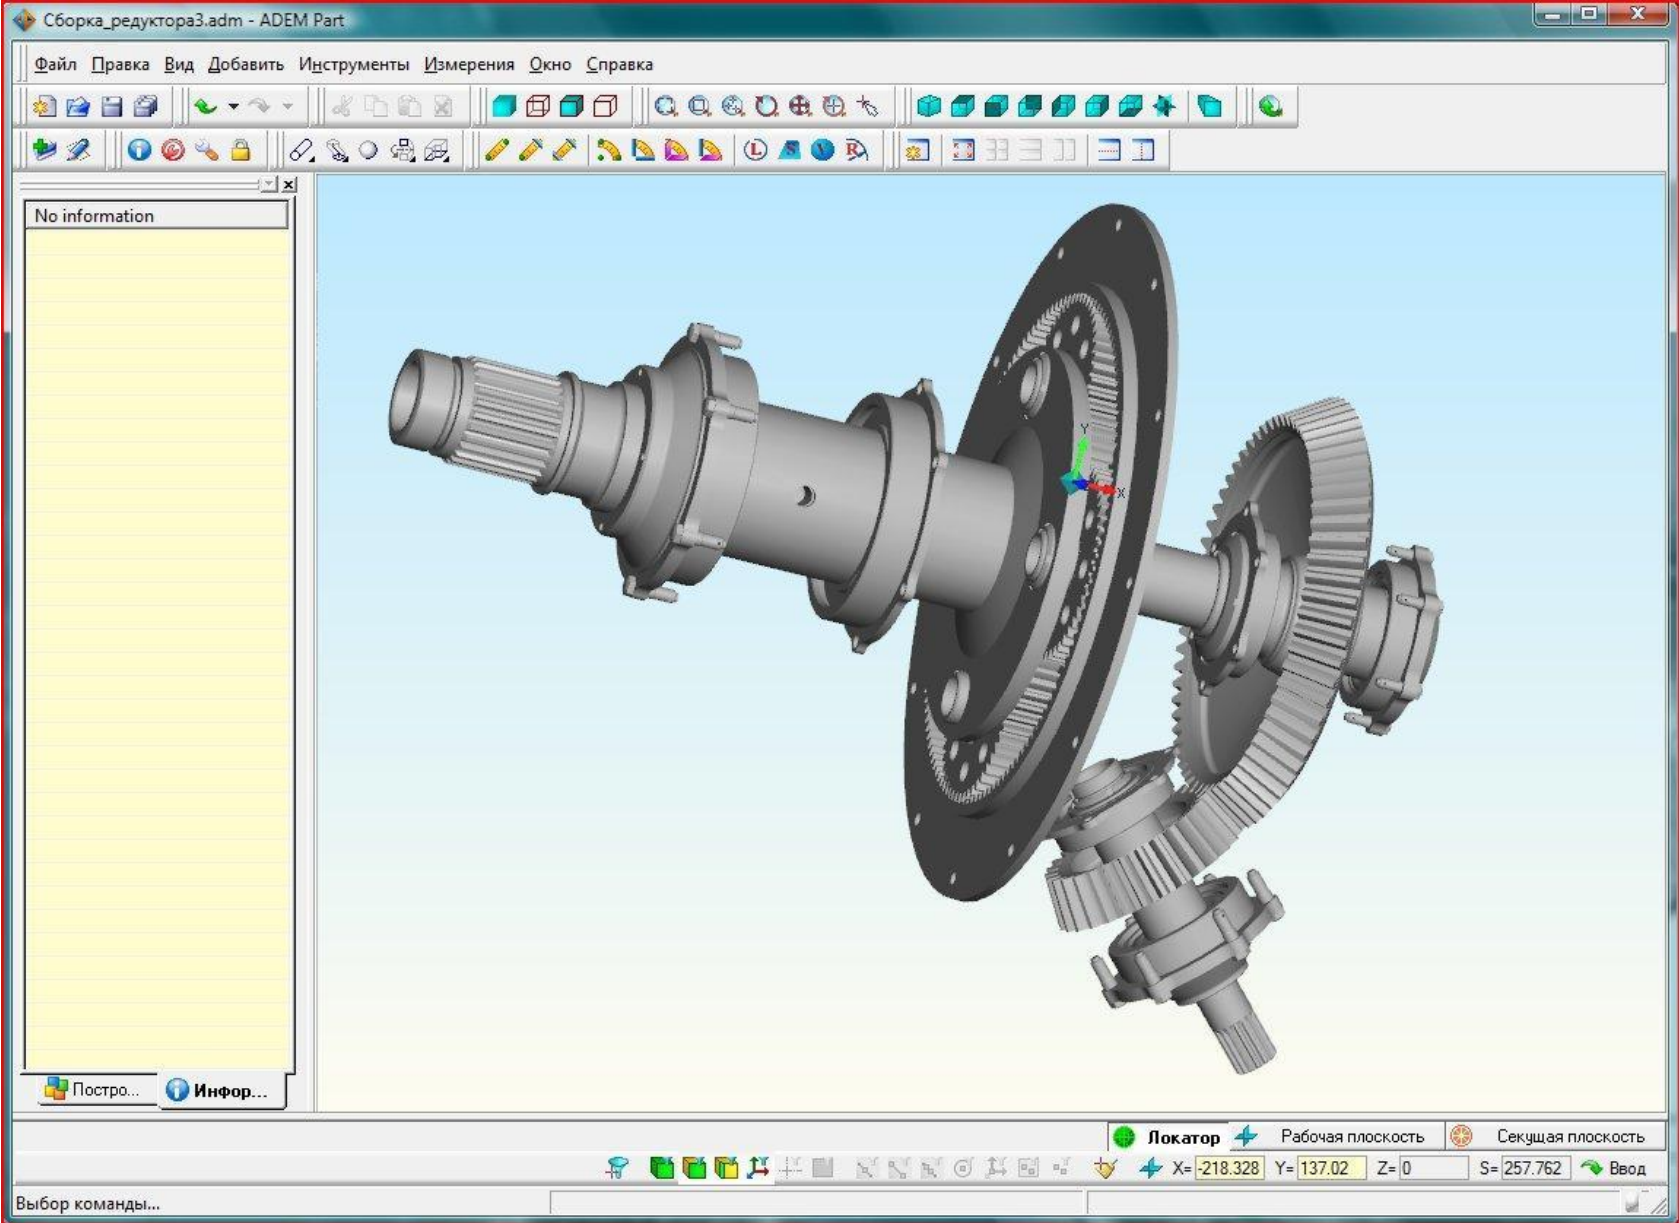 Сборка_редуктора3.adm - ADEM Part
Файл Правка Вид Добавить Инструменты Измерения Окно Справка
No information
Y
X
Постро... Инфор...
Локатор Рабочая плоскость Секущая плоскость
X= -218.328 Y= 137.02 Z= 0 S= 257.762 Ввод
Выбор команды...